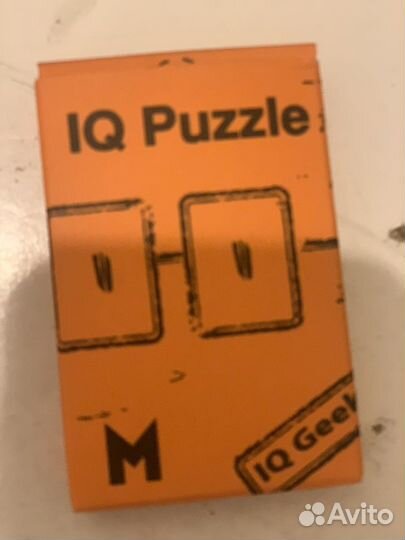 IQ Puzzle
M
IQ Geek
Avito